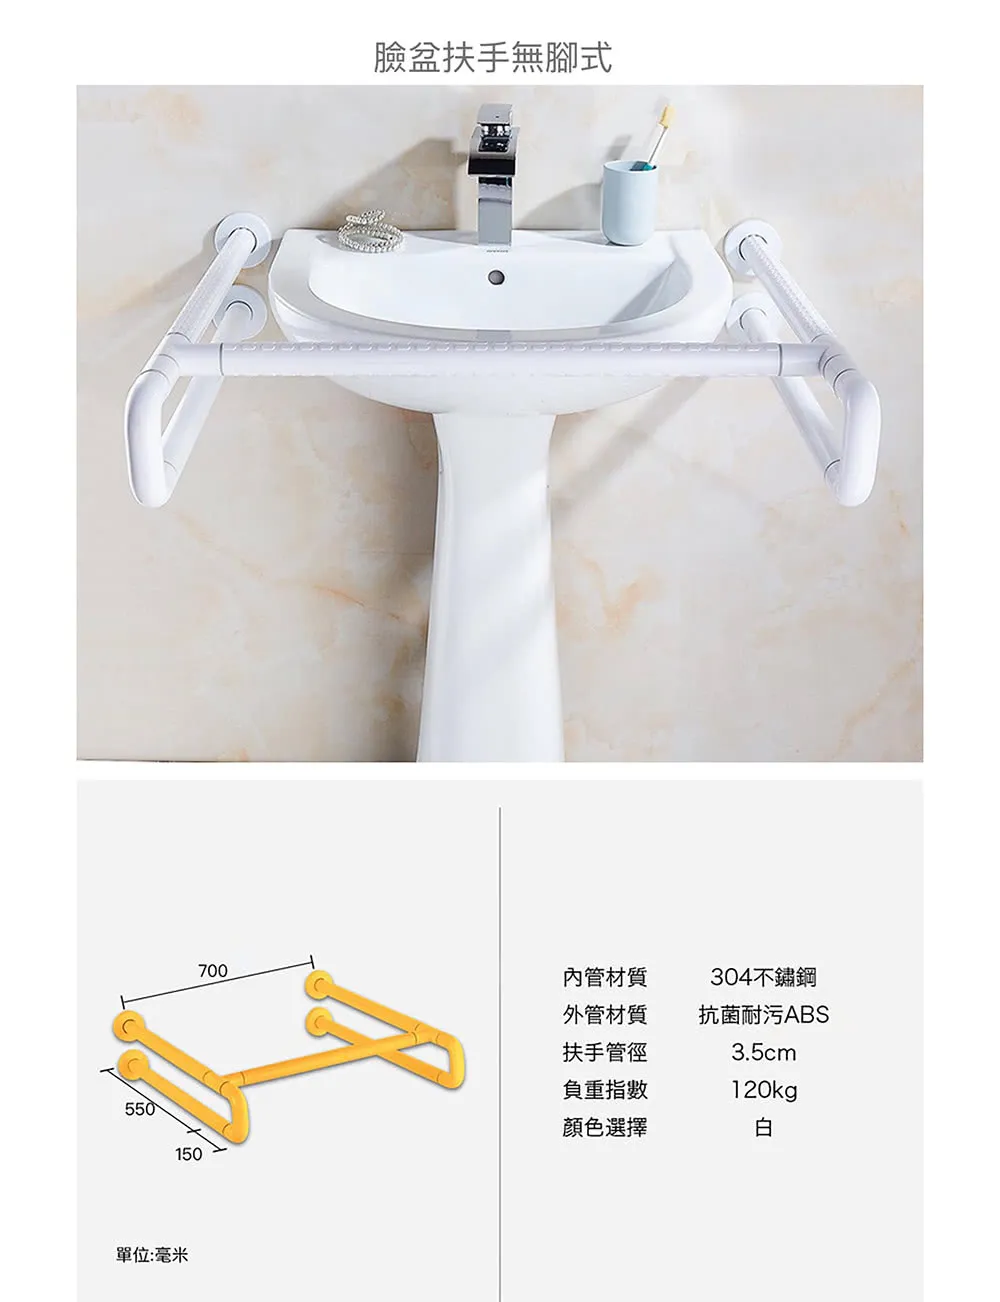 臉盆扶手無腳式
700
550
150
單位:毫米
內管材質 304不鏽鋼
外管材質 抗菌耐污ABS
扶手管徑 3.5cm
負重指數 120kg
顏色選擇 白